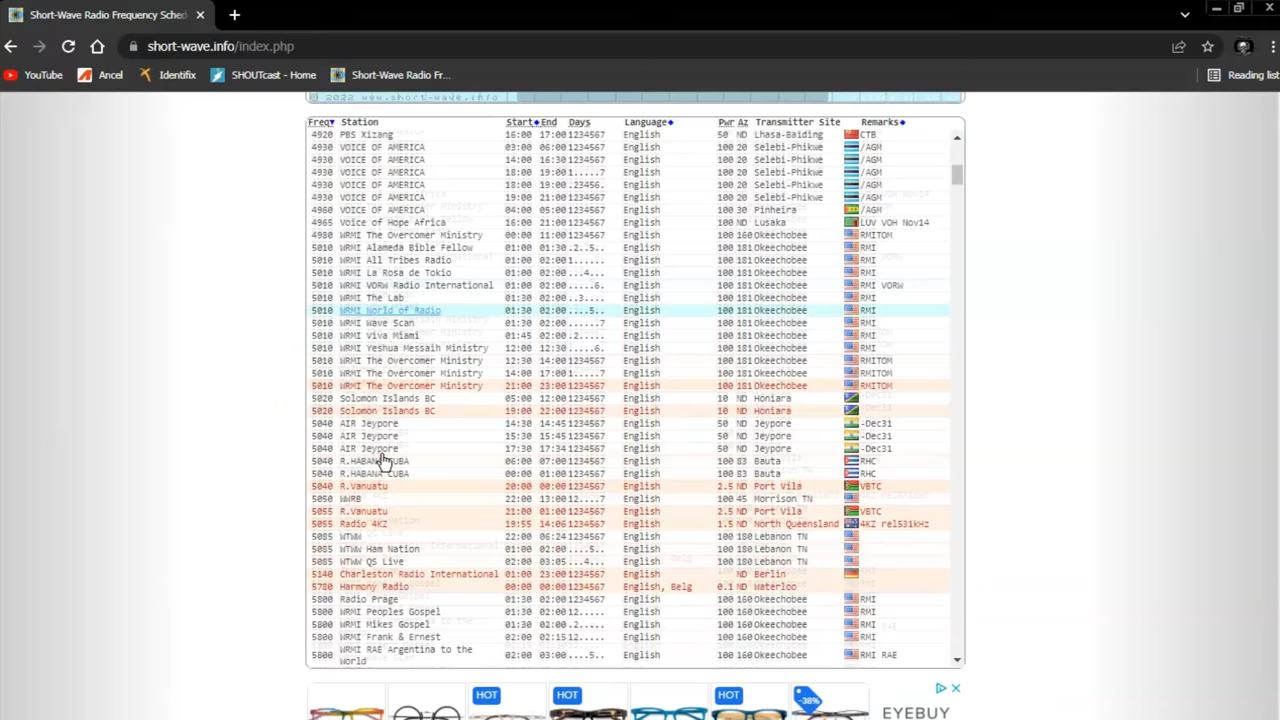 Short-Wave Radio Frequency Sched
short-wave.info/index.php
YouTube Ancel Identifix SHOUTcast - Home Short-Wave Radio Fr... Reading list
© 2022 www.short-wave.info
Freq Station Start End Days Language Pwr Az Transmitter Site Remarks
4920 PBS Xizang 16:00 17:00 1234567 English 50 ND Lhasa-Baiding CTB
4930 VOICE OF AMERICA 03:00 06:00 1234567 English 100 20 Selebi-Phikwe /AGM
4930 VOICE OF AMERICA 14:00 16:30 1234567 English 100 20 Selebi-Phikwe /AGM
4930 VOICE OF AMERICA 18:00 19:00 1.....7 English 100 20 Selebi-Phikwe /AGM
4930 VOICE OF AMERICA 18:00 19:00 .23456. English 100 20 Selebi-Phikwe /AGM
4930 VOICE OF AMERICA 19:00 21:00 1234567 English 100 20 Selebi-Phikwe /AGM
4960 VOICE OF AMERICA 04:00 05:00 1234567 English 100 30 Pinheira /AGM
4965 Voice of Hope Africa 16:00 21:00 1234567 English 100 ND Lusaka LUV VOH Nov14
4980 WRMI The Overcomer Ministry 00:00 11:00 1234567 English 100 160 Okeechobee RMITOM
5010 WRMI Alameda Bible Fellow 01:00 01:30 .2..5.. English 100 181 Okeechobee RMI
5010 WRMI All Tribes Radio 01:00 02:00 1...... English 100 181 Okeechobee RMI
5010 WRMI La Rosa de Tokio 01:00 02:00 ...4... English 100 181 Okeechobee RMI
5010 WRMI VORW Radio International 01:00 02:00 .....6. English 100 181 Okeechobee RMI VORW
5010 WRMI The Lab 01:30 02:00 ..3.... English 100 181 Okeechobee RMI
5010 WRMI World of Radio 01:30 02:00 ....5.. English 100 181 Okeechobee RMI
5010 WRMI Wave Scan 01:30 02:00 ......7 English 100 181 Okeechobee RMI
5010 WRMI Viva Miami 01:45 02:00 .2..... English 100 181 Okeechobee RMI
5010 WRMI Yeshua Messaih Ministry 12:00 12:30 .....6. English 100 181 Okeechobee RMI
5010 WRMI The Overcomer Ministry 12:30 14:00 1234567 English 100 181 Okeechobee RMITOM
5010 WRMI The Overcomer Ministry 14:00 17:00 1234567 English 100 181 Okeechobee RMITOM
5010 WRMI The Overcomer Ministry 21:00 23:00 1234567 English 100 181 Okeechobee RMITOM
5020 Solomon Islands BC 05:00 12:00 1234567 English 10 ND Honiara
5020 Solomon Islands BC 19:00 22:00 1234567 English 10 ND Honiara
5040 AIR Jeypore 14:30 14:45 1234567 English 50 ND Jeypore -Dec31
5040 AIR Jeypore 15:30 15:45 1234567 English 50 ND Jeypore -Dec31
5040 AIR Jeypore 17:30 17:34 1234567 English 50 ND Jeypore -Dec31
5040 R.HABANA CUBA 06:00 07:00 1234567 English 100 83 Bauta RHC
5040 R.HABANA CUBA 00:00 01:00 1234567 English 100 83 Bauta RHC
5040 R.Vanuatu 20:00 00:00 1234567 English 2.5 ND Port Vila VBTC
5050 WWRB 22:00 13:00 12....7 English 100 45 Morrison TN
5055 R.Vanuatu 21:00 01:00 1234567 English 2.5 ND Port Vila VBTC
5055 Radio 4KZ 19:55 14:06 1234567 English 1.5 ND North Queensland 4KZ rel531kHz
5085 WTWW 22:00 06:24 1234567 English 100 180 Lebanon TN
5085 WTWW Ham Nation 01:00 02:00 ....5.. English 100 180 Lebanon TN
5085 WTWW QS Live 02:00 03:05 ...4... English 100 180 Lebanon TN
5140 Charleston Radio International 01:00 23:00 1234567 English ND Berlin
5780 Harmony Radio 00:00 00:00 1234567 English, Belg 0.1 ND Waterloo
5800 Radio Prage 01:30 02:00 1234567 English 100 160 Okeechobee RMI
5800 WRMI Peoples Gospel 01:30 02:00 12..... English 100 160 Okeechobee RMI
5800 WRMI Mikes Gospel 01:30 02:00 ......7 English 100 160 Okeechobee RMI
5800 WRMI Frank & Ernest 02:00 02:15 12..... English 100 160 Okeechobee RMI
5800 WRMI RAE Argentina to the 02:00 03:00 ....5.. English 100 160 Okeechobee RMI RAE
World
HOT HOT HOT -38%
EYEBUY